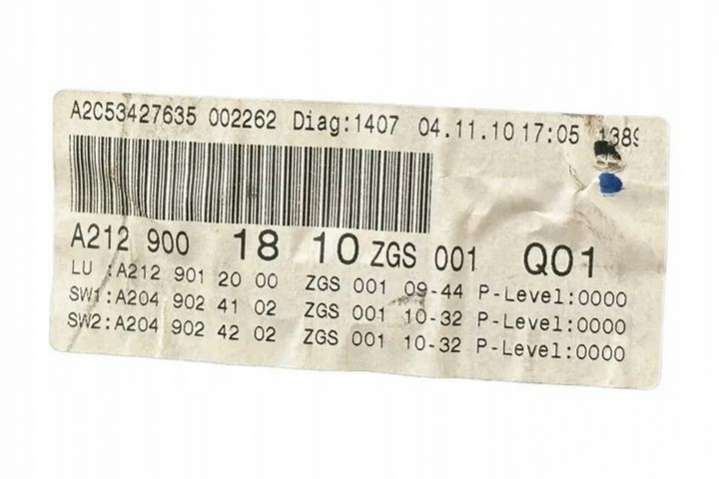 A2C53427635 002262 Diag:1407 04.11.10 17:05
A212 900 18 10 ZGS 001 Q01
LU :A212 901 20 00 ZGS 001 09-44 P-Level:0000
SW1:A204 902 41 02 ZGS 001 10-32 P-Level:0000
SW2:A204 902 42 02 ZGS 001 10-32 P-Level:0000